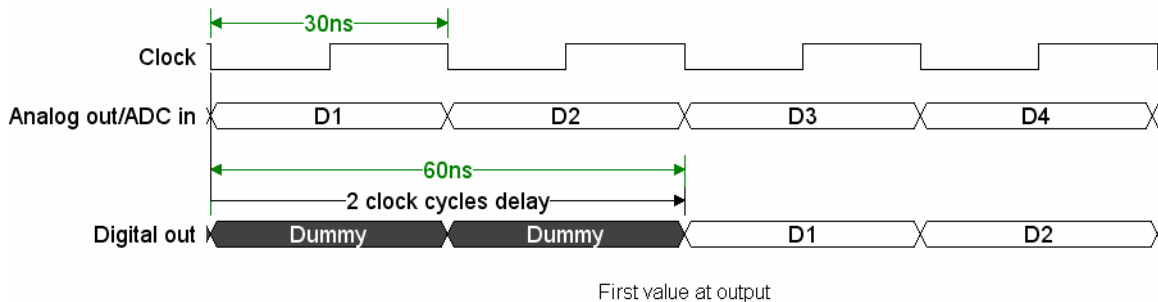 30ns
Clock
Analog out/ADC in D1 D2 D3 D4
60ns
2 clock cycles delay
Digital out Dummy Dummy D1 D2
First value at output